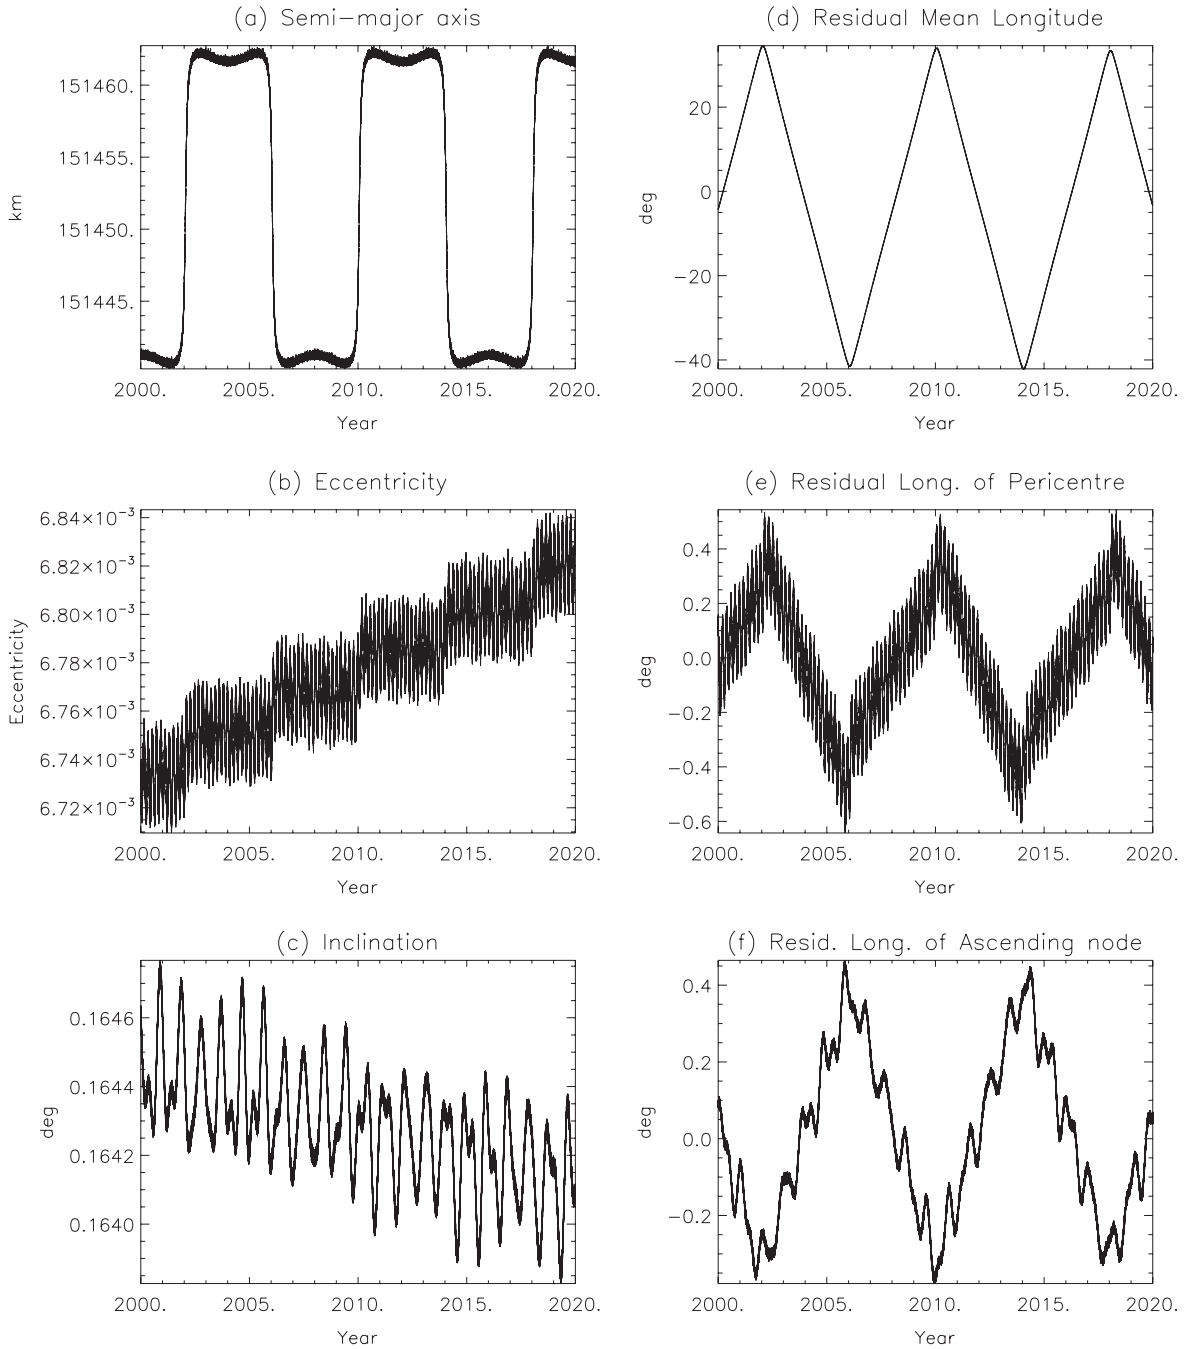 (a) Semi-major axis
151460.
151455.
151450.
151445.
km
2000. 2005. 2010. 2015. 2020.
Year
(d) Residual Mean Longitude
20
0
-20
-40
deg
2000. 2005. 2010. 2015. 2020.
Year
(b) Eccentricity
6.84×10⁻³
6.82×10⁻³
6.80×10⁻³
6.78×10⁻³
6.76×10⁻³
6.74×10⁻³
6.72×10⁻³
Eccentricity
2000. 2005. 2010. 2015. 2020.
Year
(e) Residual Long. of Pericentre
0.4
0.2
0.0
-0.2
-0.4
-0.6
deg
2000. 2005. 2010. 2015. 2020.
Year
(c) Inclination
0.1646
0.1644
0.1642
0.1640
deg
2000. 2005. 2010. 2015. 2020.
Year
(f) Resid. Long. of Ascending node
0.4
0.2
0.0
-0.2
deg
2000. 2005. 2010. 2015. 2020.
Year